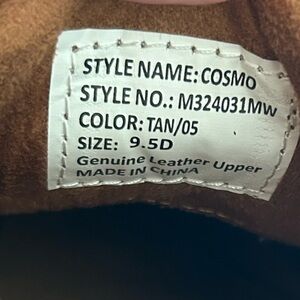 STYLE NAME: COSMO
STYLE NO.: M324031MW
COLOR: TAN/05
SIZE: 9.5D
Genuine Leather Upper
MADE IN CHINA